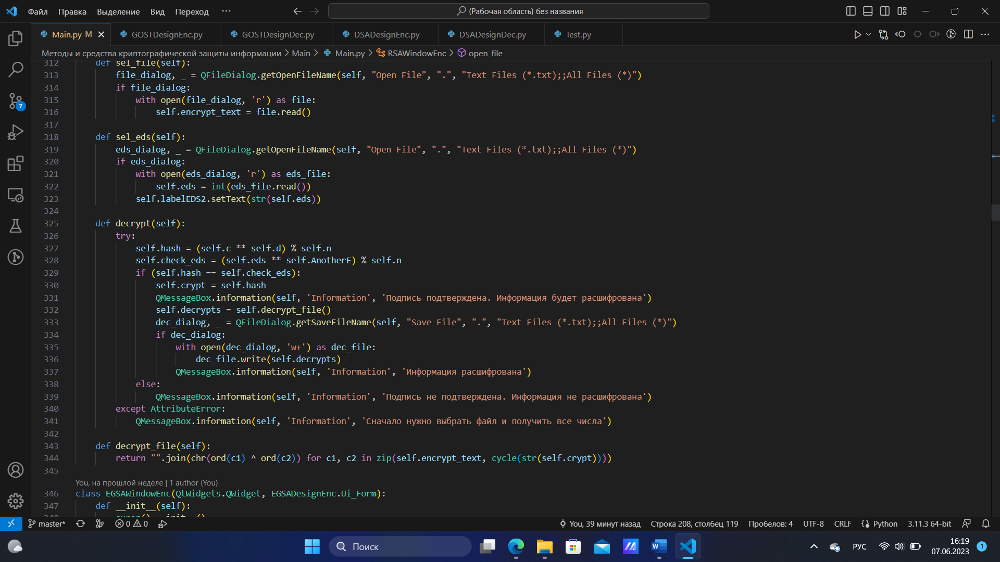 Файл Правка Выделение Вид Переход ··· (Рабочая область) без названия
Main.py M GOSTDesignEnc.py GOSTDesignDec.py DSADesignEnc.py DSADesignDec.py Test.py
Методы и средства криптографической защиты информации > Main > Main.py > RSAWindowEnc > open_file
312 def sel_file(self):
313 file_dialog, _ = QFileDialog.getOpenFileName(self, "Open File", ".", "Text Files (*.txt);;All Files (*)")
314 if file_dialog:
315 with open(file_dialog, 'r') as file:
316 self.encrypt_text = file.read()
317
318 def sel_eds(self):
319 eds_dialog, _ = QFileDialog.getOpenFileName(self, "Open File", ".", "Text Files (*.txt);;All Files (*)")
320 if eds_dialog:
321 with open(eds_dialog, 'r') as eds_file:
322 self.eds = int(eds_file.read())
323 self.labelEDS2.setText(str(self.eds))
324
325 def decrypt(self):
326 try:
327 self.hash = (self.c ** self.d) % self.n
328 self.check_eds = (self.eds ** self.AnotherE) % self.n
329 if (self.hash == self.check_eds):
330 self.crypt = self.hash
331 QMessageBox.information(self, 'Information', 'Подпись подтверждена. Информация будет расшифрована')
332 self.decrypts = self.decrypt_file()
333 dec_dialog, _ = QFileDialog.getSaveFileName(self, "Save File", ".", "Text Files (*.txt);;All Files (*)")
334 if dec_dialog:
335 with open(dec_dialog, 'w+') as dec_file:
336 dec_file.write(self.decrypts)
337 QMessageBox.information(self, 'Information', 'Информация расшифрована')
338 else:
339 QMessageBox.information(self, 'Information', 'Подпись не подтверждена. Информация не расшифрована')
340 except AttributeError:
341 QMessageBox.information(self, 'Information', 'Сначало нужно выбрать файл и получить все числа')
342
343 def decrypt_file(self):
344 return "".join(chr(ord(c1) ^ ord(c2)) for c1, c2 in zip(self.encrypt_text, cycle(str(self.crypt))))
345
You, на прошлой неделе | 1 author (You)
346 class EGSAWindowEnc(QtWidgets.QWidget, EGSADesignEnc.Ui_Form):
347 def __init__(self):
348 super().__init__()
7
master* 0 0 You, 39 минут назад Строка 208, столбец 119 Пробелов: 4 UTF-8 CRLF Python 3.11.3 64-bit
Поиск РУС 16:19
07.06.2023 1